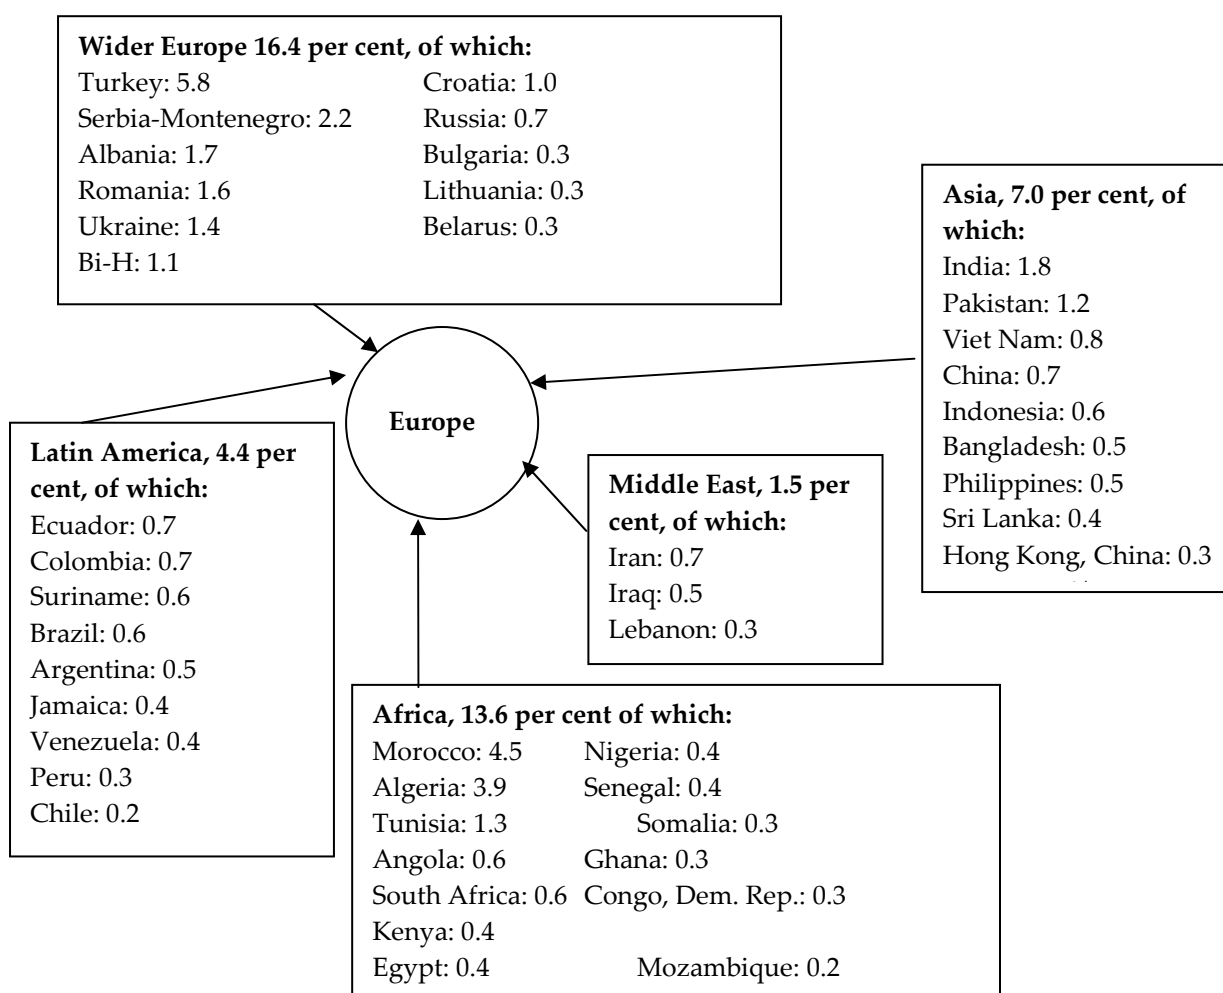 Wider Europe 16.4 per cent, of which:
Turkey: 5.8 Croatia: 1.0
Serbia-Montenegro: 2.2 Russia: 0.7
Albania: 1.7 Bulgaria: 0.3
Romania: 1.6 Lithuania: 0.3
Ukraine: 1.4 Belarus: 0.3
Bi-H: 1.1
Asia, 7.0 per cent, of
which:
India: 1.8
Pakistan: 1.2
Viet Nam: 0.8
China: 0.7
Indonesia: 0.6
Bangladesh: 0.5
Philippines: 0.5
Sri Lanka: 0.4
Hong Kong, China: 0.3
Europe
Latin America, 4.4 per
cent, of which:
Ecuador: 0.7
Colombia: 0.7
Suriname: 0.6
Brazil: 0.6
Argentina: 0.5
Jamaica: 0.4
Venezuela: 0.4
Peru: 0.3
Chile: 0.2
Middle East, 1.5 per
cent, of which:
Iran: 0.7
Iraq: 0.5
Lebanon: 0.3
Africa, 13.6 per cent of which:
Morocco: 4.5 Nigeria: 0.4
Algeria: 3.9 Senegal: 0.4
Tunisia: 1.3 Somalia: 0.3
Angola: 0.6 Ghana: 0.3
South Africa: 0.6 Congo, Dem. Rep.: 0.3
Kenya: 0.4
Egypt: 0.4 Mozambique: 0.2